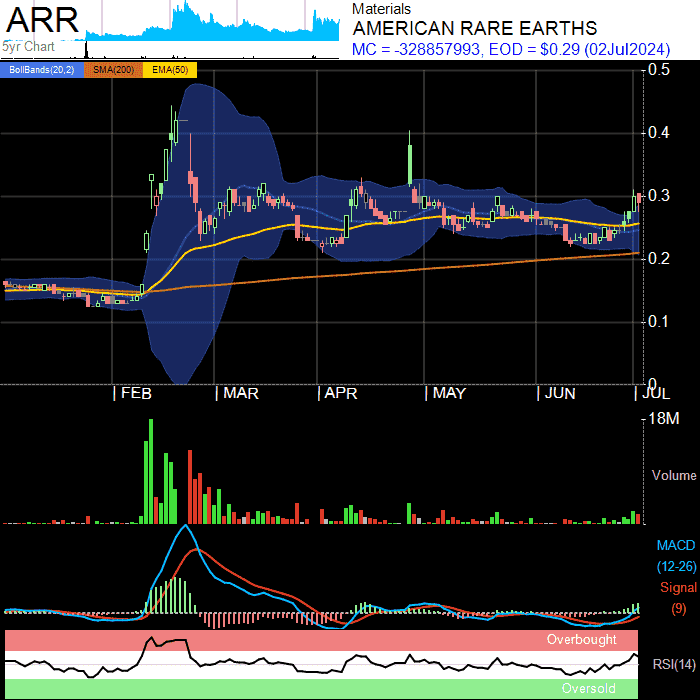 ARR
5yr Chart
Materials
AMERICAN RARE EARTHS
MC = -328857993, EOD = $0.29 (02Jul2024)
BollBands(20,2) SMA(200) EMA(50)
0.5
0.4
0.3
0.2
0.1
0
FEB MAR APR MAY JUN JUL
18M
Volume
MACD
(12-26)
Signal
(9)
Overbought
RSI(14)
Oversold